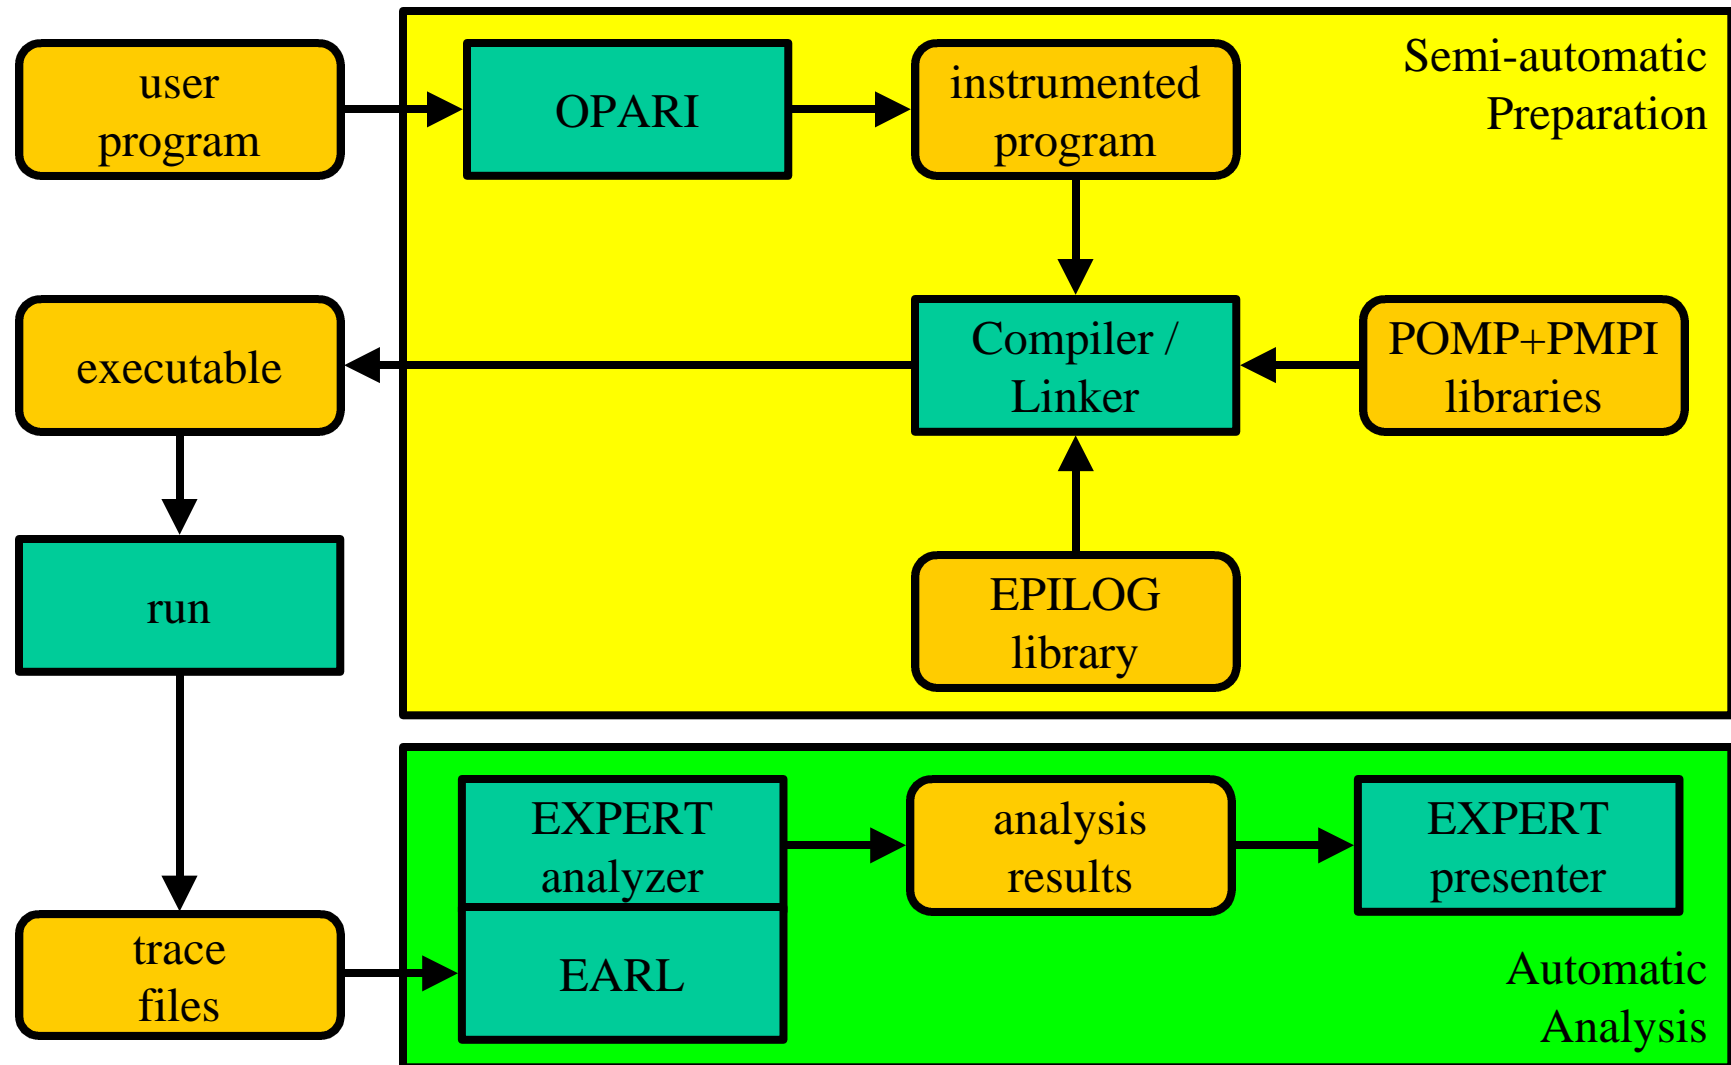 user
program
OPARI
instrumented
program
Semi-automatic
Preparation
executable
Compiler /
Linker
POMP+PMPI
libraries
run
EPILOG
library
EXPERT
analyzer
analysis
results
EXPERT
presenter
trace
files
EARL
Automatic
Analysis